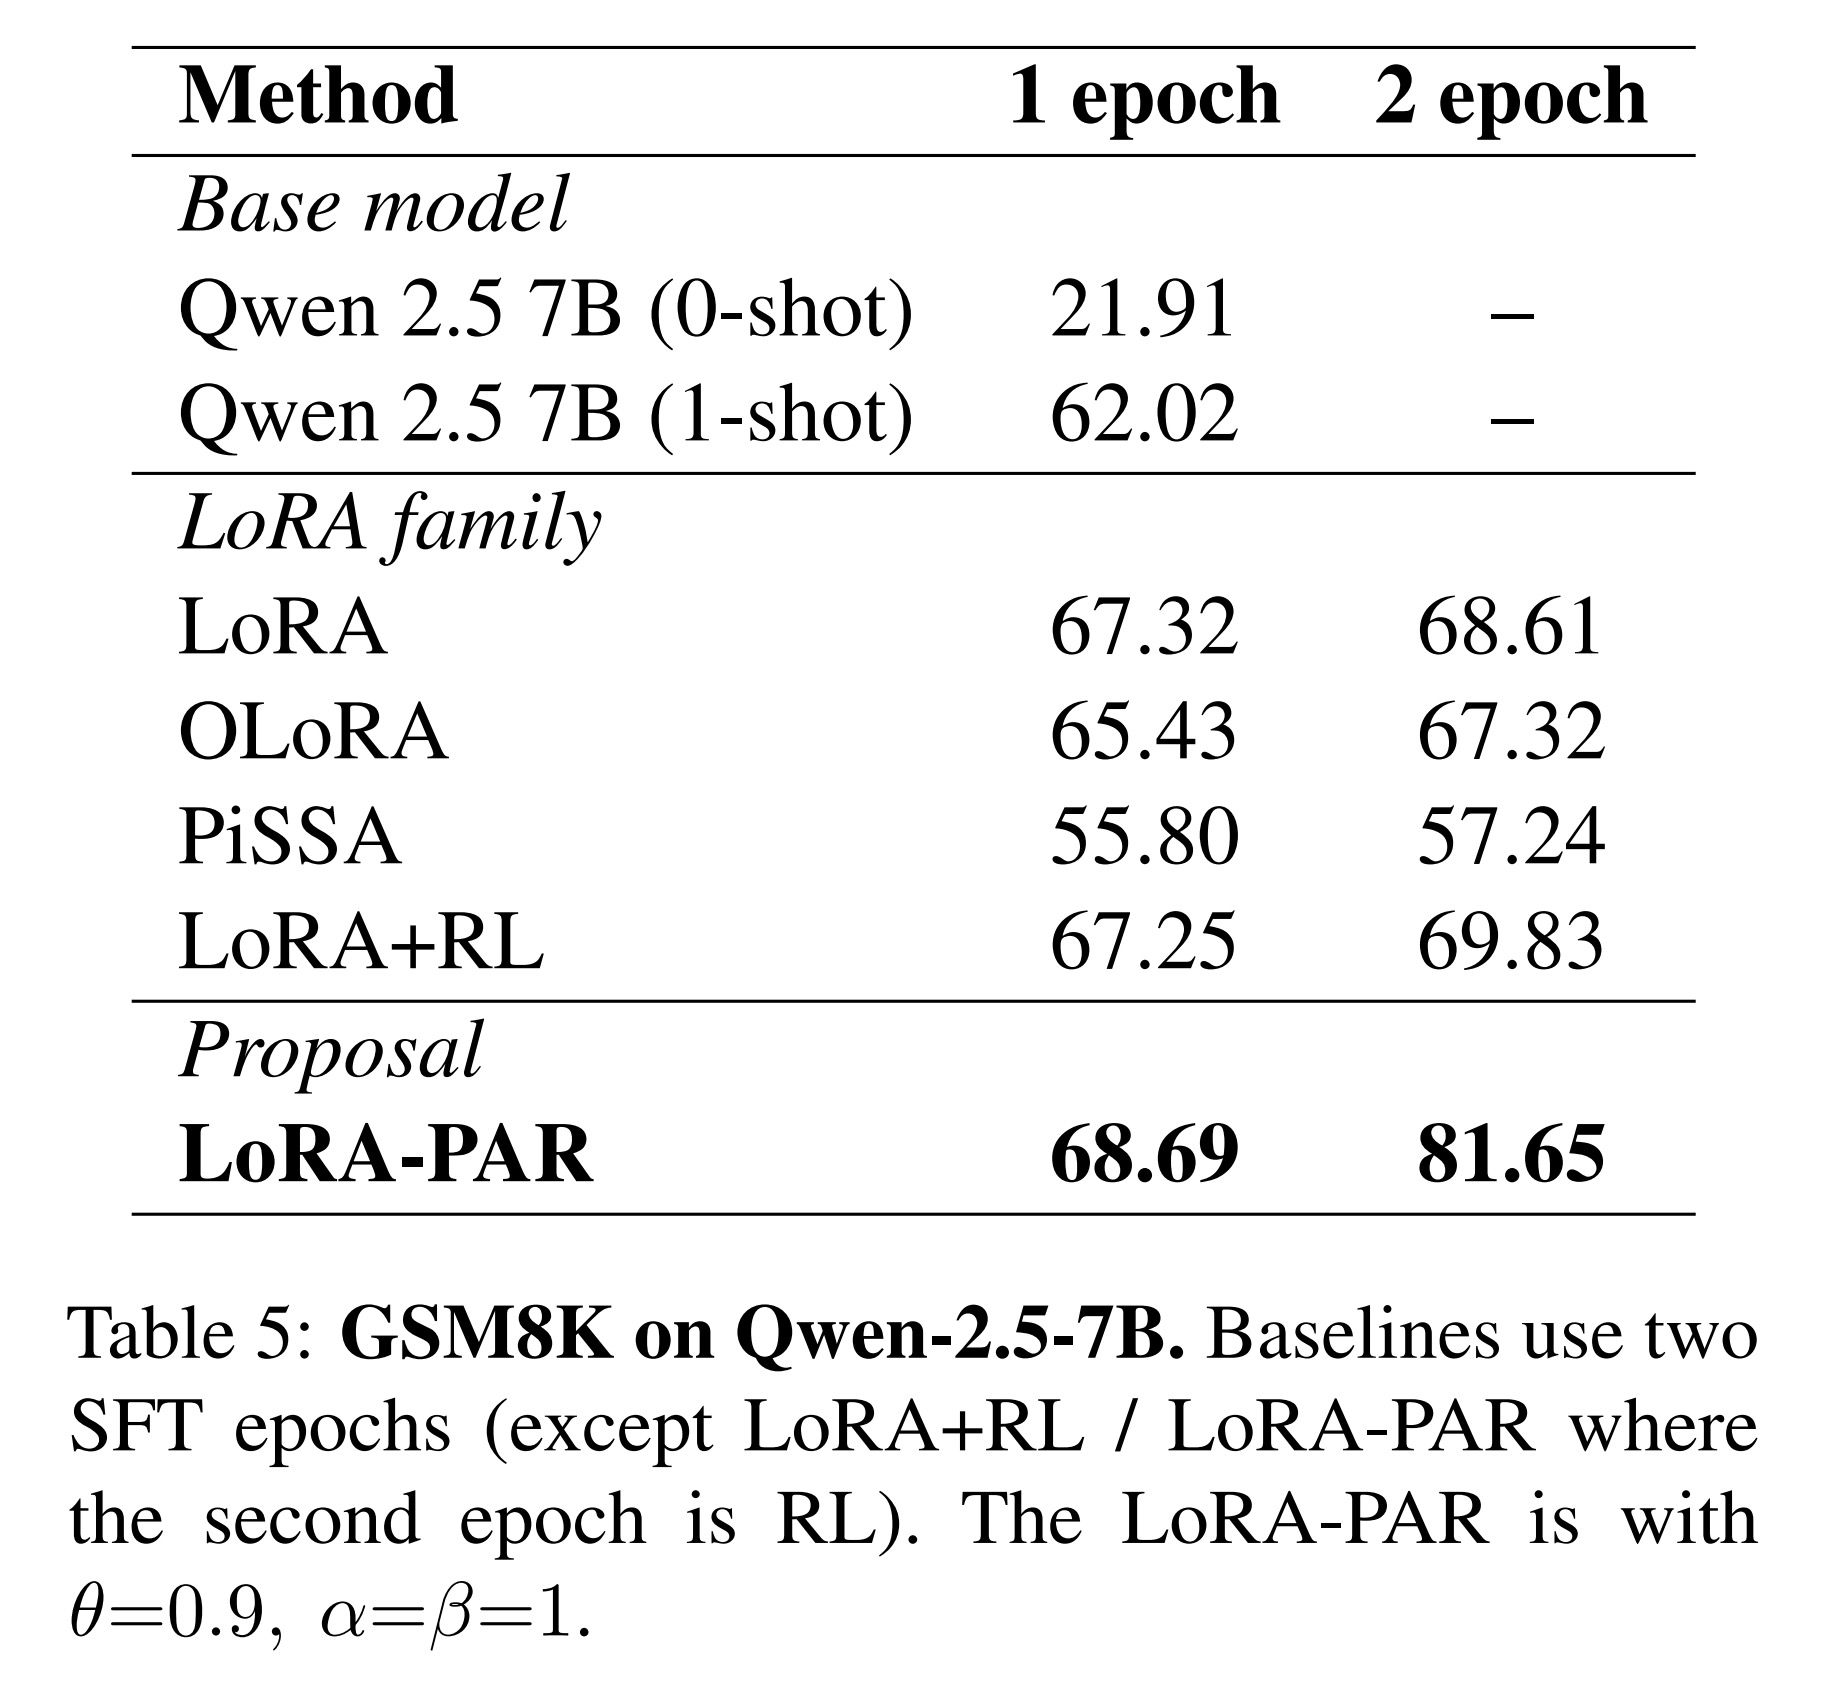 Method 1 epoch 2 epoch
Base model
Qwen 2.5 7B (0-shot) 21.91 –
Qwen 2.5 7B (1-shot) 62.02 –
LoRA family
LoRA 67.32 68.61
OLoRA 65.43 67.32
PiSSA 55.80 57.24
LoRA+RL 67.25 69.83
Proposal
LoRA-PAR 68.69 81.65
Table 5: GSM8K on Qwen-2.5-7B. Baselines use two
SFT epochs (except LoRA+RL / LoRA-PAR where
the second epoch is RL). The LoRA-PAR is with
θ=0.9, α=β=1.